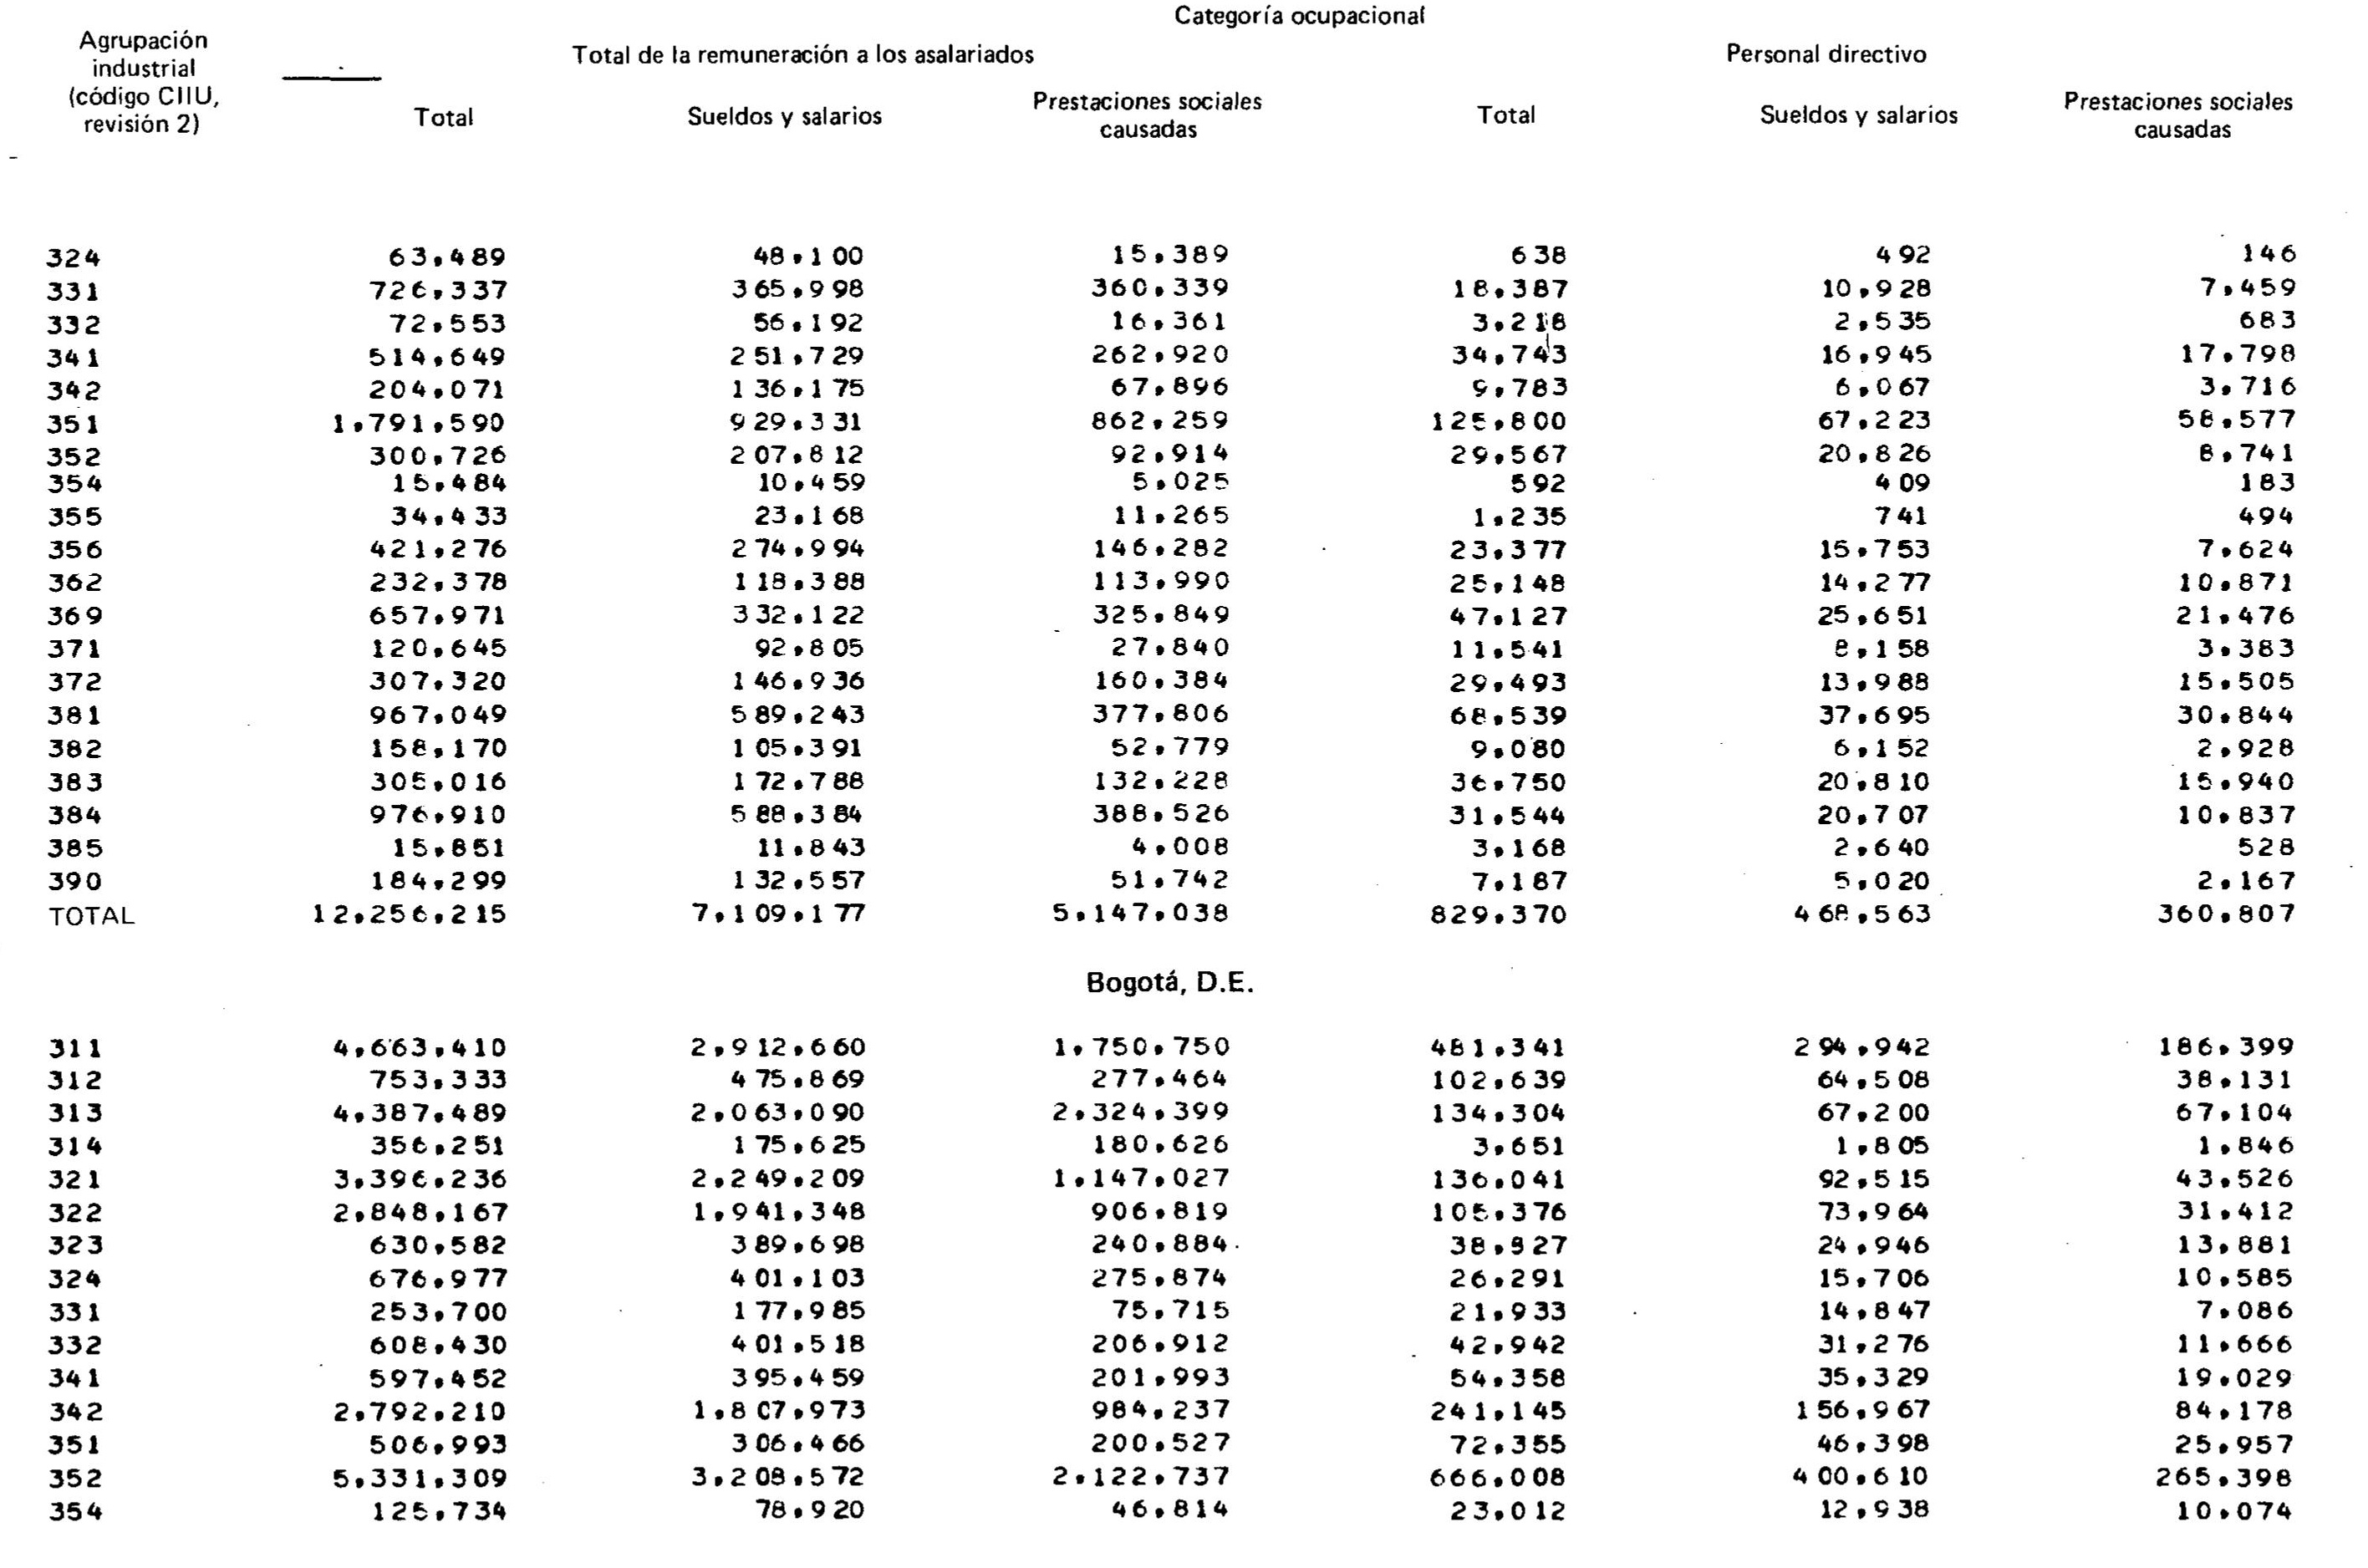 Categoría ocupacional
Agrupación industrial (código CIIU, revisión 2)
Total de la remuneración a los asalariados Personal directivo
Total Sueldos y salarios Prestaciones sociales causadas Total Sueldos y salarios Prestaciones sociales causadas
324 63,489 48,100 15,389 638 492 146
331 726,337 365,998 360,339 18,387 10,928 7,459
332 72,553 56,192 16,361 3,218 2,535 683
341 514,649 251,729 262,920 34,743 16,945 17,798
342 204,071 136,175 67,896 9,783 6,067 3,716
351 1,791,590 929,331 862,259 125,800 67,223 58,577
352 300,726 207,812 92,914 29,567 20,826 8,741
354 15,484 10,459 5,025 592 409 183
355 34,433 23,168 11,265 1,235 741 494
356 421,276 274,994 146,282 23,377 15,753 7,624
362 232,378 118,388 113,990 25,148 14,277 10,871
369 657,971 332,122 325,849 47,127 25,651 21,476
371 120,645 92,805 27,840 11,541 8,158 3,383
372 307,320 146,936 160,384 29,493 13,988 15,505
381 967,049 589,243 377,806 68,539 37,695 30,844
382 158,170 105,391 52,779 9,080 6,152 2,928
383 305,016 172,788 132,228 36,750 20,810 15,940
384 976,910 588,384 388,526 31,544 20,707 10,837
385 15,851 11,843 4,008 3,168 2,640 528
390 184,299 132,557 51,742 7,187 5,020 2,167
TOTAL 12,256,215 7,109,177 5,147,038 829,370 468,563 360,807
Bogotá, D.E.
311 4,663,410 2,912,660 1,750,750 481,341 294,942 186,399
312 753,333 475,869 277,464 102,639 64,508 38,131
313 4,387,489 2,063,090 2,324,399 134,304 67,200 67,104
314 356,251 175,625 180,626 3,651 1,805 1,846
321 3,396,236 2,249,209 1,147,027 136,041 92,515 43,526
322 2,848,167 1,941,348 906,819 105,376 73,964 31,412
323 630,582 389,698 240,884 38,827 24,946 13,881
324 676,977 401,103 275,874 26,291 15,706 10,585
331 253,700 177,985 75,715 21,933 14,847 7,086
332 608,430 401,518 206,912 42,942 31,276 11,666
341 597,452 395,459 201,993 54,358 35,329 19,029
342 2,792,210 1,807,973 984,237 241,145 156,967 84,178
351 506,993 306,466 200,527 72,355 46,398 25,957
352 5,331,309 3,208,572 2,122,737 666,008 400,610 265,398
354 125,734 78,920 46,814 23,012 12,938 10,074